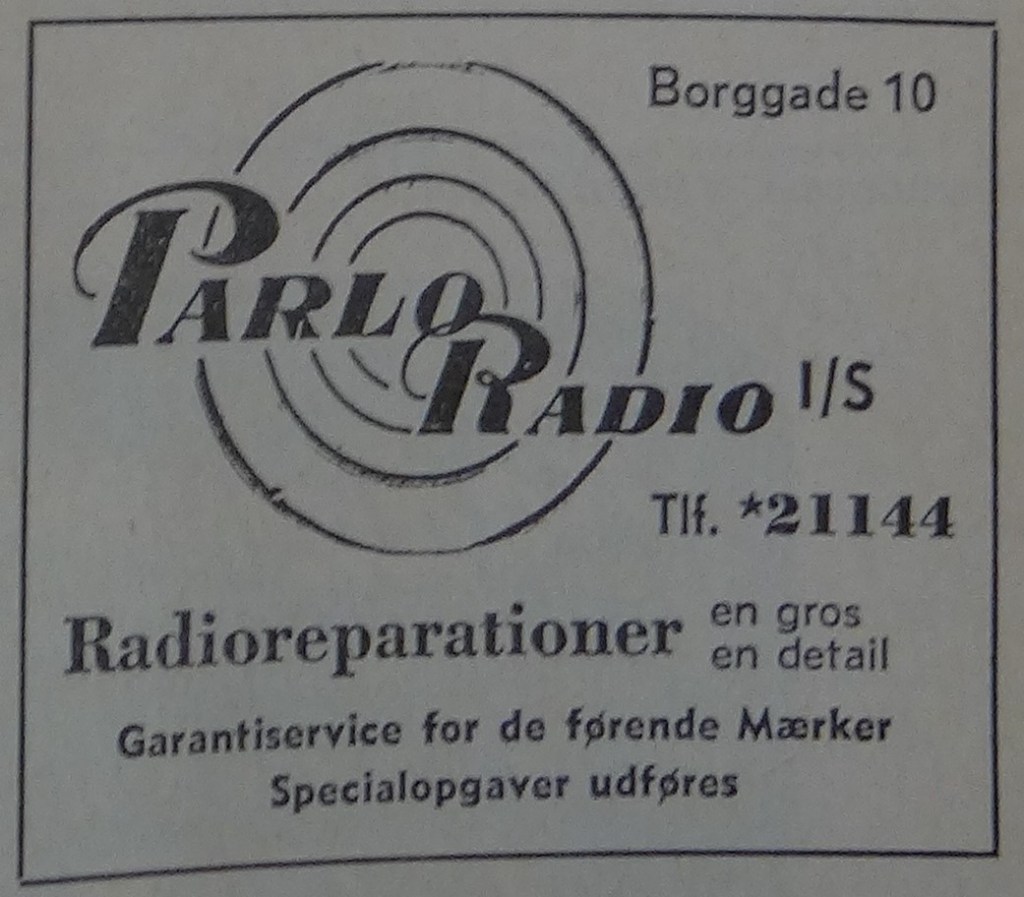 Borggade 10
PARLO
RADIO I/S
Tlf. *21144
Radioreparationer en gros
en detail
Garantiservice for de førende Mærker
Specialopgaver udføres